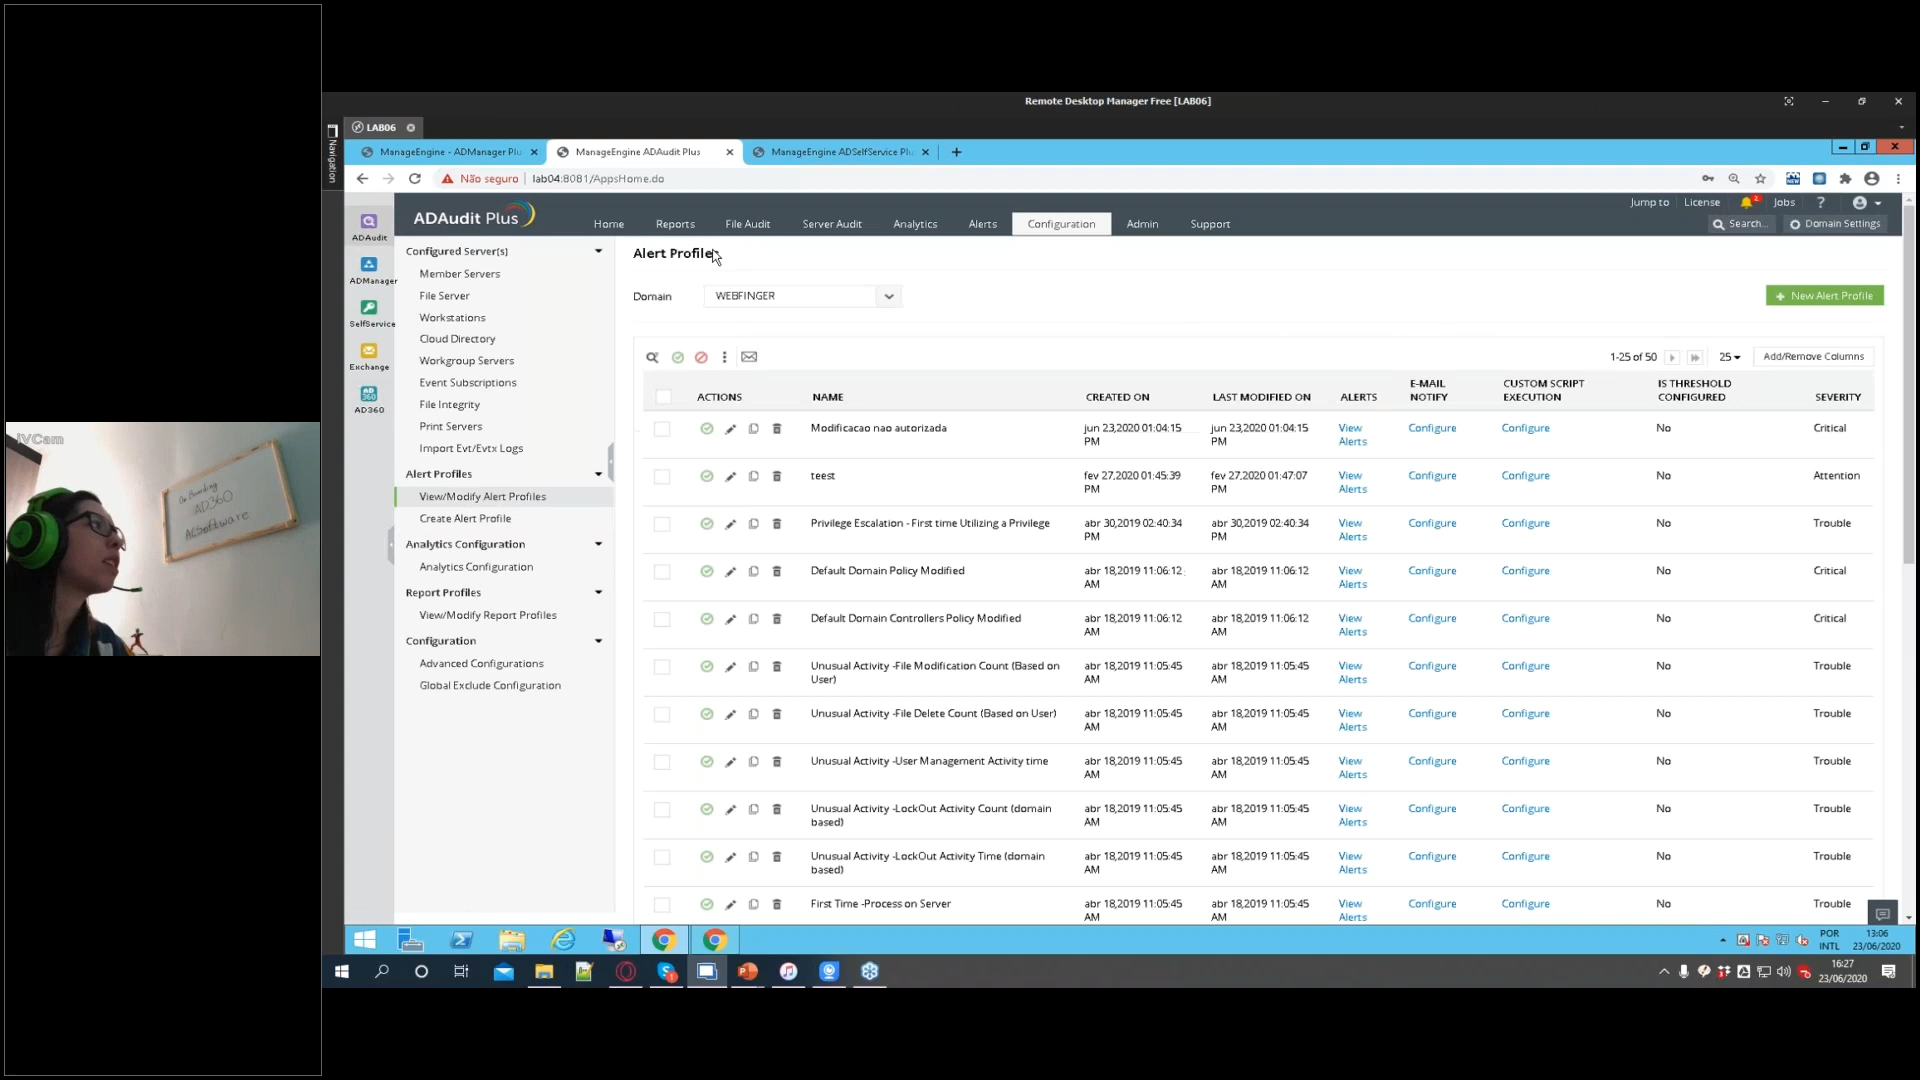 Remote Desktop Manager Free [LAB06]
LAB06
Navigation
ManageEngine - ADManager Plu
ManageEngine ADAudit Plus
ManageEngine ADSelfService Plu
Não seguro
lab04:8081/AppsHome.do
ADAudit Plus
Home
Reports
File Audit
Server Audit
Analytics
Alerts
Configuration
Admin
Support
Jump to
License
2
Jobs
?
Search...
Domain Settings
ADAudit
ADManager
SelfService
Exchange
AD360
Configured Server(s)
Member Servers
File Server
Workstations
Cloud Directory
Workgroup Servers
Event Subscriptions
File Integrity
Print Servers
Import Evt/Evtx Logs
Alert Profiles
View/Modify Alert Profiles
Create Alert Profile
Analytics Configuration
Analytics Configuration
Report Profiles
View/Modify Report Profiles
Configuration
Advanced Configurations
Global Exclude Configuration
Alert Profiles
Domain
WEBFINGER
+ New Alert Profile
1-25 of 50
25
Add/Remove Columns
ACTIONS NAME CREATED ON LAST MODIFIED ON ALERTS E-MAIL NOTIFY CUSTOM SCRIPT EXECUTION IS THRESHOLD CONFIGURED SEVERITY
Modificacao nao autorizada jun 23,2020 01:04:15 PM jun 23,2020 01:04:15 PM View Alerts Configure Configure No Critical
teest fev 27,2020 01:45:39 PM fev 27,2020 01:47:07 PM View Alerts Configure Configure No Attention
Privilege Escalation - First time Utilizing a Privilege abr 30,2019 02:40:34 PM abr 30,2019 02:40:34 PM View Alerts Configure Configure No Trouble
Default Domain Policy Modified abr 18,2019 11:06:12 AM abr 18,2019 11:06:12 AM View Alerts Configure Configure No Critical
Default Domain Controllers Policy Modified abr 18,2019 11:06:12 AM abr 18,2019 11:06:12 AM View Alerts Configure Configure No Critical
Unusual Activity -File Modification Count (Based on User) abr 18,2019 11:05:45 AM abr 18,2019 11:05:45 AM View Alerts Configure Configure No Trouble
Unusual Activity -File Delete Count (Based on User) abr 18,2019 11:05:45 AM abr 18,2019 11:05:45 AM View Alerts Configure Configure No Trouble
Unusual Activity -User Management Activity time abr 18,2019 11:05:45 AM abr 18,2019 11:05:45 AM View Alerts Configure Configure No Trouble
Unusual Activity -LockOut Activity Count (domain based) abr 18,2019 11:05:45 AM abr 18,2019 11:05:45 AM View Alerts Configure Configure No Trouble
Unusual Activity -LockOut Activity Time (domain based) abr 18,2019 11:05:45 AM abr 18,2019 11:05:45 AM View Alerts Configure Configure No Trouble
First Time -Process on Server abr 18,2019 11:05:45 AM abr 18,2019 11:05:45 AM View Alerts Configure Configure No Trouble
POR
INTL
13:06
23/06/2020
16:27
23/06/2020
iVCam
On Boarding
AD360
ACSoftware